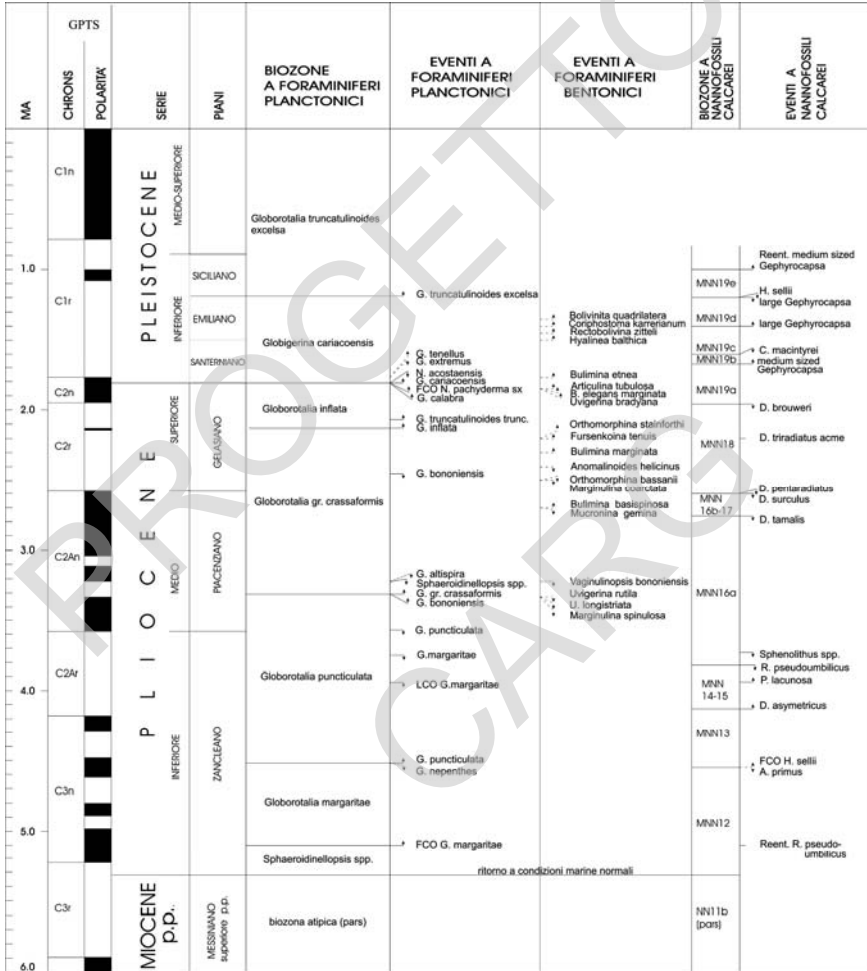 GPTS
MA
CHRONS
POLARITA'
SERIE
PIANI
BIOZONE
A FORAMINIFERI
PLANCTONICI
EVENTI A
FORAMINIFERI
PLANCTONICI
EVENTI A
FORAMINIFERI
BENTONICI
BIOZONE A
NANNOFOSSILI
CALCAREI
EVENTI A
NANNOFOSSILI
CALCAREI
1.0
2.0
3.0
4.0
5.0
6.0
C1n
C1r
C2n
C2r
C2An
C2Ar
C3n
C3r
PLEISTOCENE
PLIOCENE
MIOCENE
p.p.
MEDIO-SUPERIORE
INFERIORE
SUPERIORE
MEDIO
INFERIORE
SICILIANO
EMILIANO
SANTERNIANO
GELASIANO
PIACENZIANO
ZANCLEANO
MESSINIANO
superiore p.p.
Globorotalia truncatulinoides
excelsa
Globigerina cariacoensis
Globorotalia inflata
Globorotalia gr. crassaformis
Globorotalia puncticulata
Globorotalia margaritae
Sphaeroidinellopsis spp.
biozona atipica (pars)
G. truncatulinoides excelsa
G. tenellus
G. extremus
N. acostaensis
G. cariacoensis
FCO N. pachyderma sx
G. calabra
G. truncatulinoides trunc.
G. inflata
G. bononiensis
G. altispira
Sphaeroidinellopsis spp.
G. gr. crassaformis
G. bononiensis
G. puncticulata
G.margaritae
LCO G.margaritae
G. puncticulata
G. nepenthes
FCO G. margaritae
ritorno a condizioni marine normali
Bolivinita quadrilatera
Coriphostoma karrerianum
Rectobolivina zitteli
Hyalinea balthica
Bulimina etnea
Articulina tubulosa
B. elegans marginata
Uvigerina bradyana
Orthomorphina stainforthi
Fursenkoina tenuis
Bulimina marginata
Anomalinoides helicinus
Orthomorphina bassanii
Marginulina coarctata
Bulimina basispinosa
Mucronina gemina
Vaginulinopsis bononiensis
Uvigerina rutila
U. longistriata
Marginulina spinulosa
MNN19e
MNN19d
MNN19c
MNN19b
MNN19a
MNN18
MNN
16b-17
MNN16a
MNN
14-15
MNN13
MNN12
NN11b
(pars)
Reent. medium sized
Gephyrocapsa
H. sellii
large Gephyrocapsa
large Gephyrocapsa
C. macintyrei
medium sized
Gephyrocapsa
D. brouweri
D. triradiatus acme
D. pentaradiatus
D. surculus
D. tamalis
Sphenolithus spp.
R. pseudoumbilicus
P. lacunosa
D. asymetricus
FCO H. sellii
A. primus
Reent. R. pseudo-
umbilicus
PROGETTO
CARG